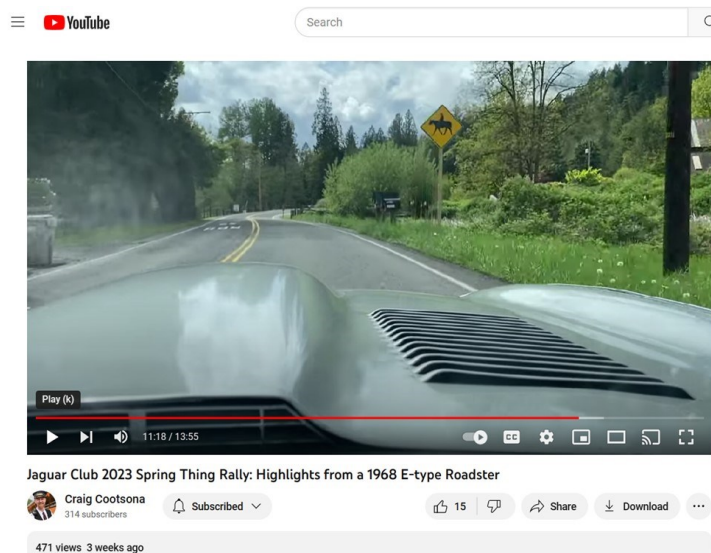 YouTube
Search
Play (k)
11:18 / 13:55
CC
Jaguar Club 2023 Spring Thing Rally: Highlights from a 1968 E-type Roadster
Craig Cootsona
314 subscribers
Subscribed
15
Share
Download
471 views 3 weeks ago